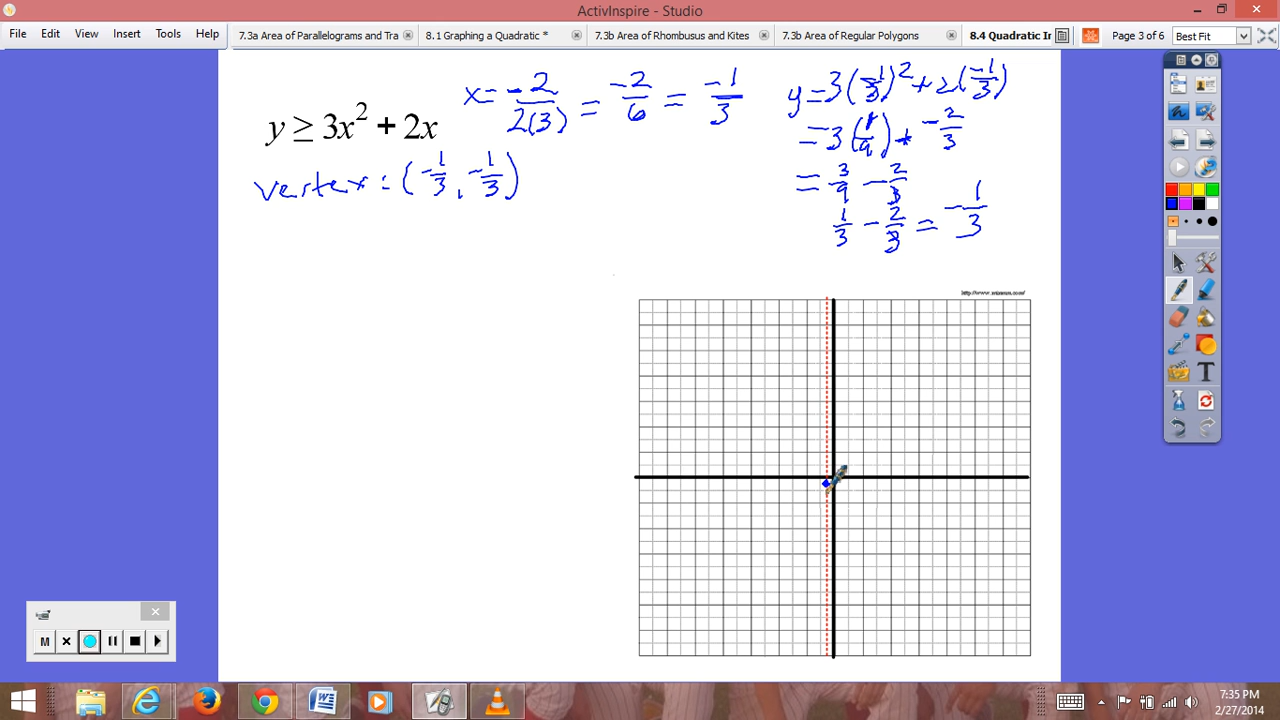 ActivInspire - Studio
File Edit View Insert Tools Help
7.3a Area of Parallelograms and Tra
8.1 Graphing a Quadratic *
7.3b Area of Rhombusus and Kites
7.3b Area of Regular Polygons
8.4 Quadratic Ir
Page 3 of 6
Best Fit
y ≥ 3x² + 2x
vertex = (-1/3, -1/3)
x = -2/2(3) = -2/6 = -1/3
y = 3(-1/3)² + 2(-1/3)
= 3(1/9) + -2/3
= 3/9 - 2/3
1/3 - 2/3 = -1/3
M
T
7:35 PM
2/27/2014